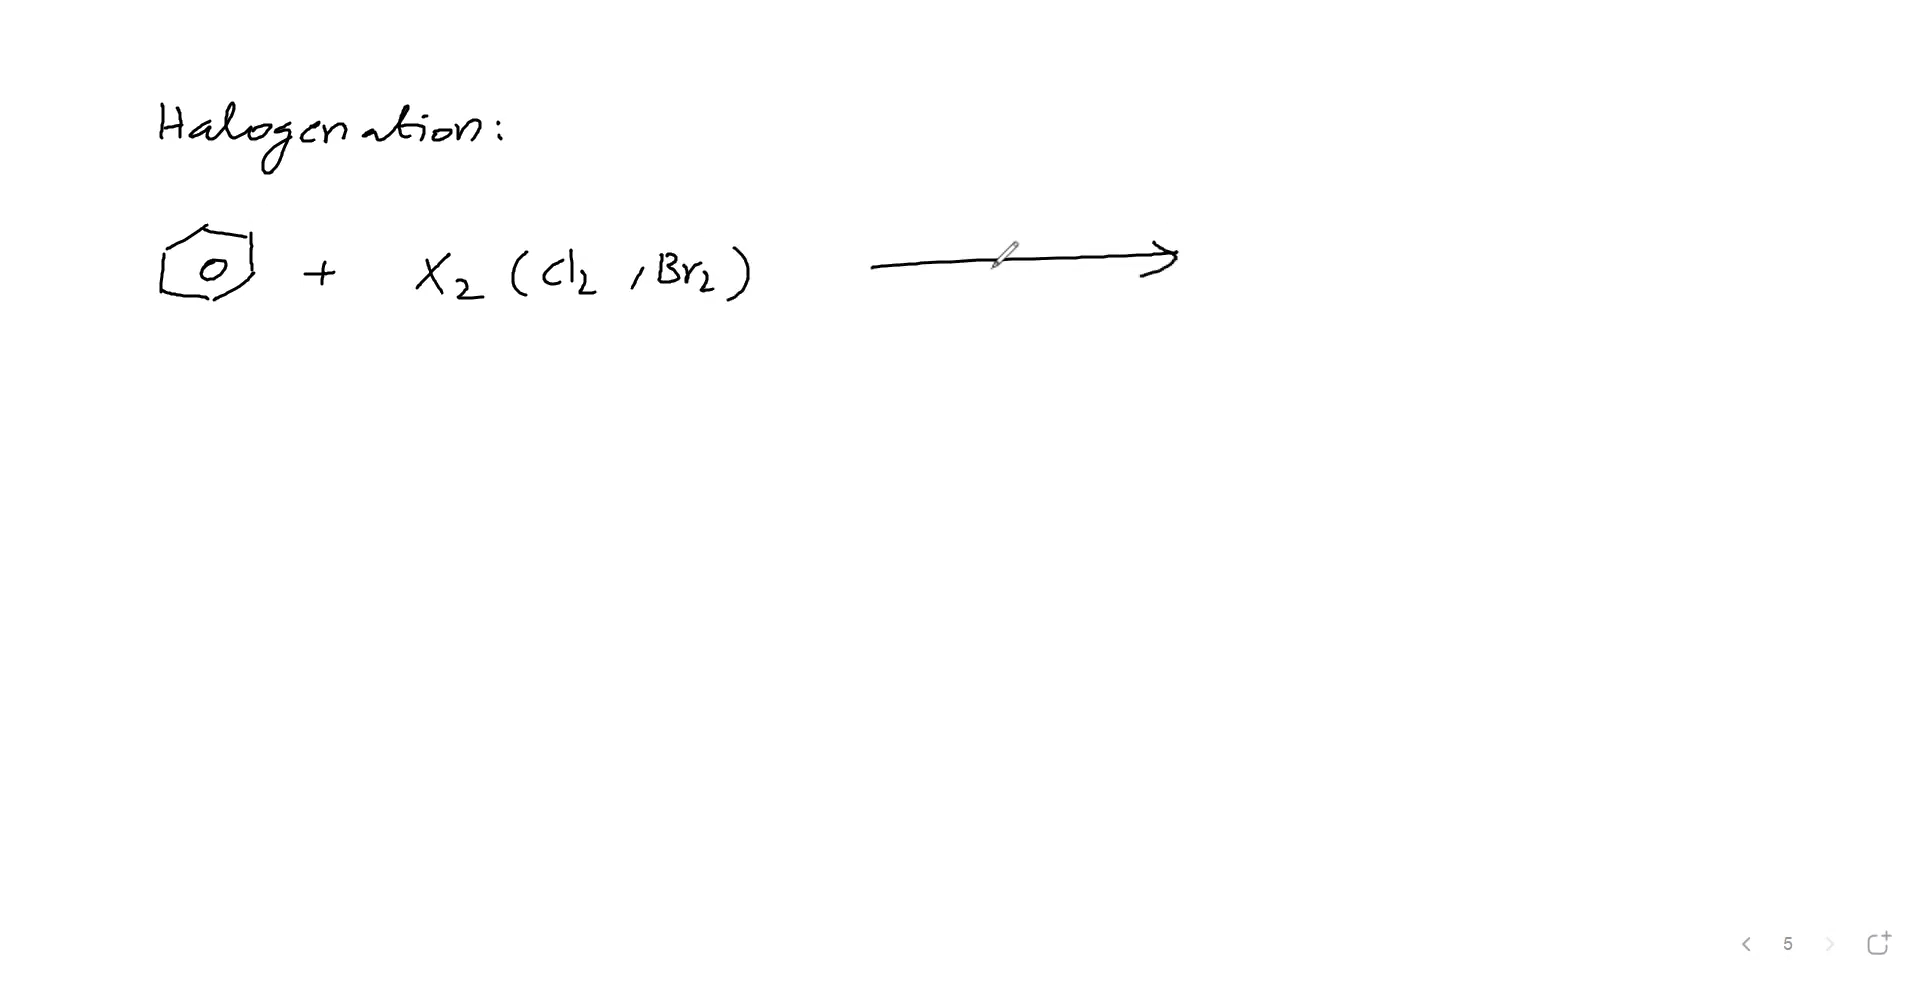 Halogenation:
+ X₂ (Cl₂, Br₂)
5